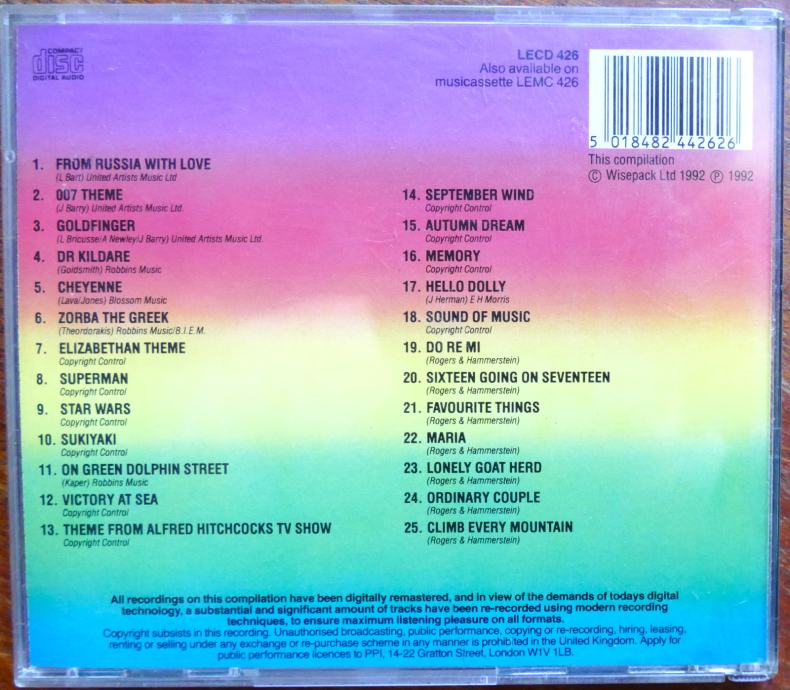 COMPACT
disc
DIGITAL AUDIO
LECD 426
Also available on
musicassette LEMC 426
5 018482 442626
This compilation
© Wisepack Ltd 1992 ℗ 1992
1. FROM RUSSIA WITH LOVE
(L Bart) United Artists Music Ltd
2. 007 THEME
(J Barry) United Artists Music Ltd.
3. GOLDFINGER
(L Bricusse/A Newley/J Barry) United Artists Music Ltd.
4. DR KILDARE
(Goldsmith) Robbins Music
5. CHEYENNE
(Lava/Jones) Blossom Music
6. ZORBA THE GREEK
(Theordorakis) Robbins Music/B.I.E.M.
7. ELIZABETHAN THEME
Copyright Control
8. SUPERMAN
Copyright Control
9. STAR WARS
Copyright Control
10. SUKIYAKI
Copyright Control
11. ON GREEN DOLPHIN STREET
(Kaper) Robbins Music
12. VICTORY AT SEA
Copyright Control
13. THEME FROM ALFRED HITCHCOCKS TV SHOW
Copyright Control
14. SEPTEMBER WIND
Copyright Control
15. AUTUMN DREAM
Copyright Control
16. MEMORY
Copyright Control
17. HELLO DOLLY
(J Herman) E H Morris
18. SOUND OF MUSIC
Copyright Control
19. DO RE MI
(Rogers & Hammerstein)
20. SIXTEEN GOING ON SEVENTEEN
(Rogers & Hammerstein)
21. FAVOURITE THINGS
(Rogers & Hammerstein)
22. MARIA
(Rogers & Hammerstein)
23. LONELY GOAT HERD
(Rogers & Hammerstein)
24. ORDINARY COUPLE
(Rogers & Hammerstein)
25. CLIMB EVERY MOUNTAIN
(Rogers & Hammerstein)
All recordings on this compilation have been digitally remastered, and in view of the demands of todays digital
technology, a substantial and significant amount of tracks have been re-recorded using modern recording
techniques, to ensure maximum listening pleasure on all formats.
Copyright subsists in this recording. Unauthorised broadcasting, public performance, copying or re-recording, hiring, leasing,
renting or selling under any exchange or re-purchase scheme in any manner is prohibited in the United Kingdom. Apply for
public performance licences to PPI, 14-22 Gratton Street, London W1V 1LB.